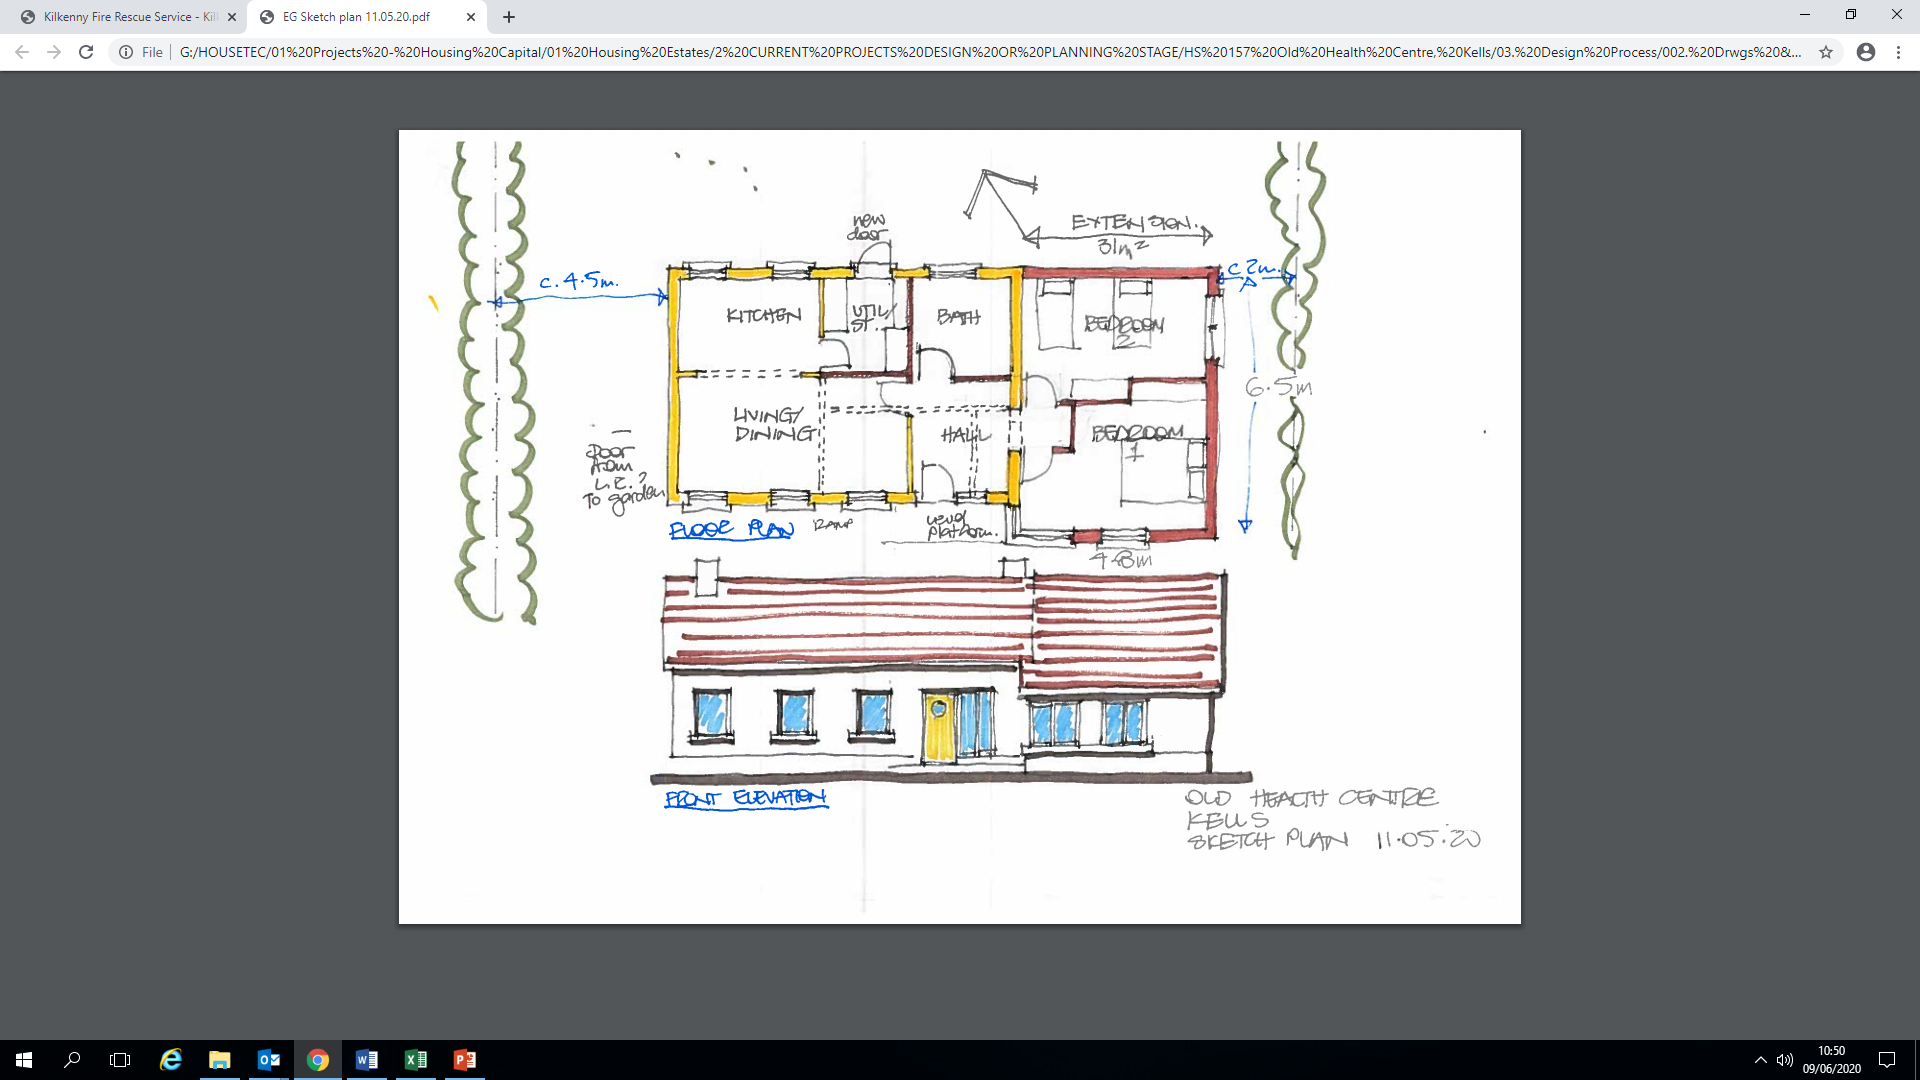 Kilkenny Fire Rescue Service - Kil
EG Sketch plan 11.05.20.pdf
File
G:/HOUSETEC/01%20Projects%20-%20Housing%20Capital/01%20Housing%20Estates/2%20CURRENT%20PROJECTS%20DESIGN%20OR%20PLANNING%20STAGE/HS%20157%20Old%20Health%20Centre,%20Kells/03.%20Design%20Process/002.%20Drwgs%20&...
new
door
EXTENSION.
31m²
c. 4.5m.
c 2m.
KITCHEN
UTIL/
ST.
BATH
BEDROOM
2
6.5m
LIVING/
DINING
HALL
BEDROOM
1
Door
from
L.R.?
To garden
FLOOR PLAN
RAMP
level
platform.
4.8m
FRONT ELEVATION
OLD HEALTH CENTRE
KELLS
SKETCH PLAN 11.05.20
10:50
09/06/2020